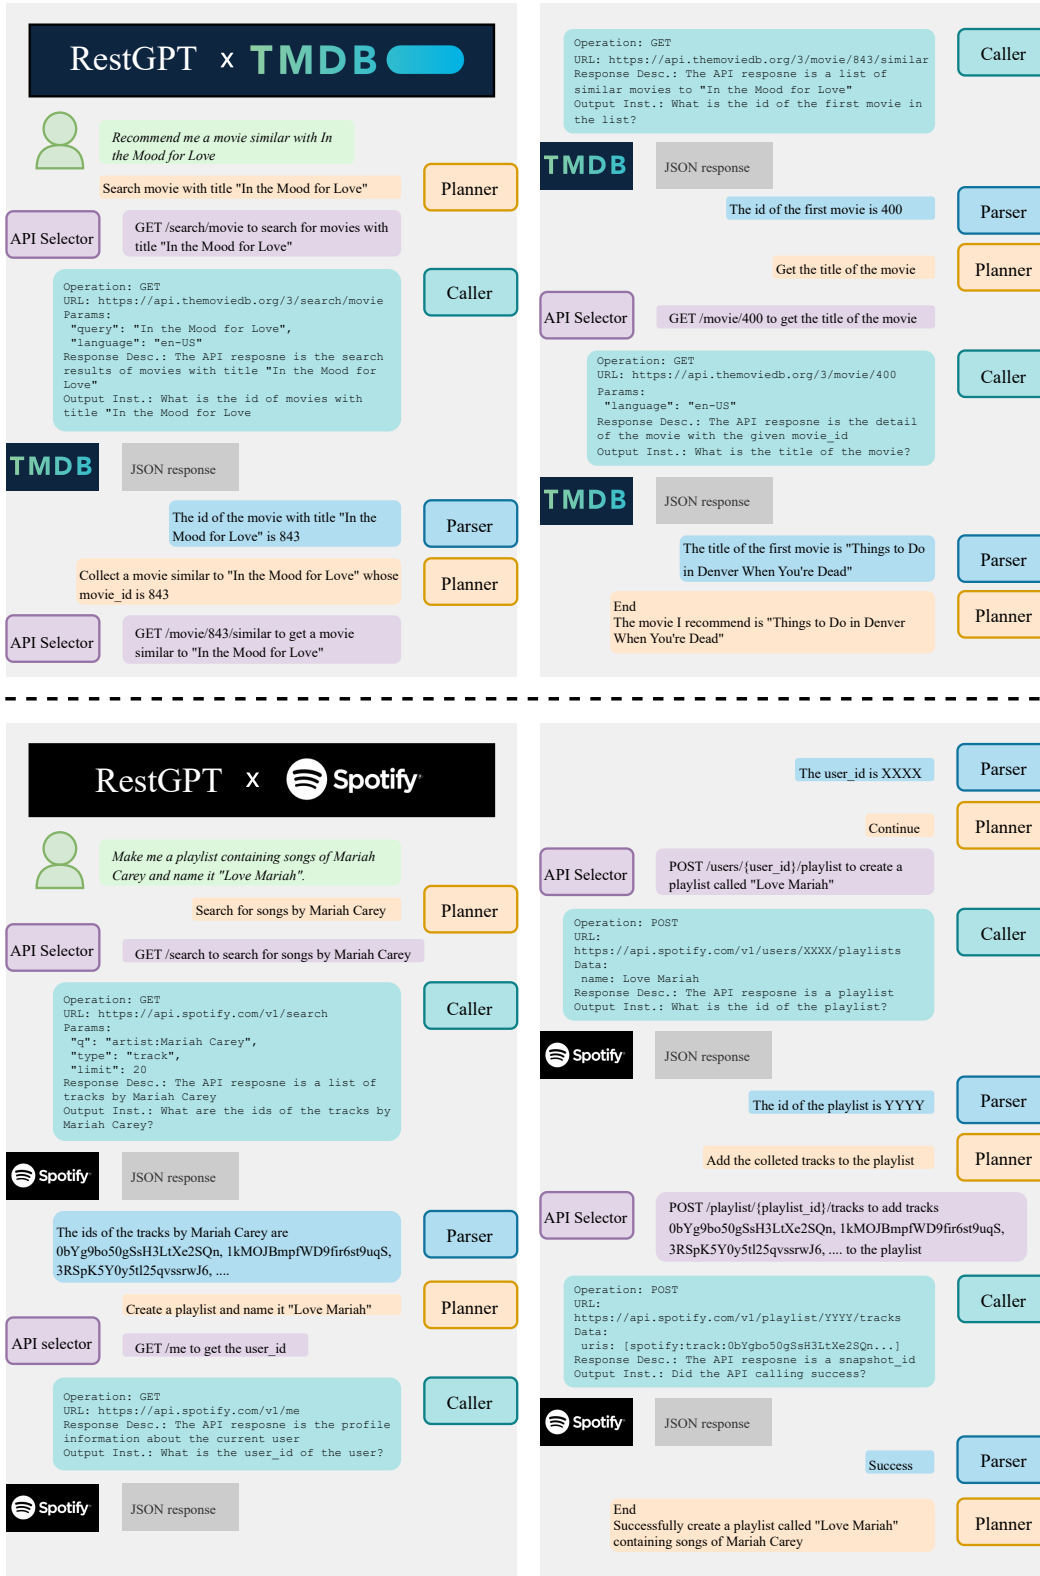 RestGPT x TMDB
Recommend me a movie similar with In
the Mood for Love
Search movie with title "In the Mood for Love"
Planner
API Selector
GET /search/movie to search for movies with
title "In the Mood for Love"
Operation: GET
URL: https://api.themoviedb.org/3/search/movie
Params:
"query": "In the Mood for Love",
"language": "en-US"
Response Desc.: The API resposne is the search
results of movies with title "In the Mood for
Love"
Output Inst.: What is the id of movies with
title "In the Mood for Love
Caller
TMDB
JSON response
The id of the movie with title "In the
Mood for Love" is 843
Parser
Collect a movie similar to "In the Mood for Love" whose
movie_id is 843
Planner
API Selector
GET /movie/843/similar to get a movie
similar to "In the Mood for Love"
Operation: GET
URL: https://api.themoviedb.org/3/movie/843/similar
Response Desc.: The API resposne is a list of
similar movies to "In the Mood for Love"
Output Inst.: What is the id of the first movie in
the list?
Caller
TMDB
JSON response
The id of the first movie is 400
Parser
Get the title of the movie
Planner
API Selector
GET /movie/400 to get the title of the movie
Operation: GET
URL: https://api.themoviedb.org/3/movie/400
Params:
"language": "en-US"
Response Desc.: The API resposne is the detail
of the movie with the given movie_id
Output Inst.: What is the title of the movie?
Caller
TMDB
JSON response
The title of the first movie is "Things to Do
in Denver When You're Dead"
Parser
End
The movie I recommend is "Things to Do in Denver
When You're Dead"
Planner
RestGPT x Spotify
Make me a playlist containing songs of Mariah
Carey and name it "Love Mariah".
Search for songs by Mariah Carey
Planner
API Selector
GET /search to search for songs by Mariah Carey
Operation: GET
URL: https://api.spotify.com/v1/search
Params:
"q": "artist:Mariah Carey",
"type": "track",
"limit": 20
Response Desc.: The API resposne is a list of
tracks by Mariah Carey
Output Inst.: What are the ids of the tracks by
Mariah Carey?
Caller
Spotify
JSON response
The ids of the tracks by Mariah Carey are
0bYg9bo50gSsH3LtXe2SQn, 1kMOJBmpfWD9fir6st9uqS,
3RSpK5Y0y5tl25qvssrwJ6, ....
Parser
Create a playlist and name it "Love Mariah"
Planner
API selector
GET /me to get the user_id
Operation: GET
URL: https://api.spotify.com/v1/me
Response Desc.: The API resposne is the profile
information about the current user
Output Inst.: What is the user_id of the user?
Caller
Spotify
JSON response
The user_id is XXXX
Parser
Continue
Planner
API Selector
POST /users/{user_id}/playlist to create a
playlist called "Love Mariah"
Operation: POST
URL:
https://api.spotify.com/v1/users/XXXX/playlists
Data:
name: Love Mariah
Response Desc.: The API resposne is a playlist
Output Inst.: What is the id of the playlist?
Caller
Spotify
JSON response
The id of the playlist is YYYY
Parser
Add the colleted tracks to the playlist
Planner
API Selector
POST /playlist/{playlist_id}/tracks to add tracks
0bYg9bo50gSsH3LtXe2SQn, 1kMOJBmpfWD9fir6st9uqS,
3RSpK5Y0y5tl25qvssrwJ6, .... to the playlist
Operation: POST
URL:
https://api.spotify.com/v1/playlist/YYYY/tracks
Data:
uris: [spotify:track:0bYgbo50gSsH3LtXe2SQn...]
Response Desc.: The API resposne is a snapshot_id
Output Inst.: Did the API calling success?
Caller
Spotify
JSON response
Success
Parser
End
Successfully create a playlist called "Love Mariah"
containing songs of Mariah Carey
Planner